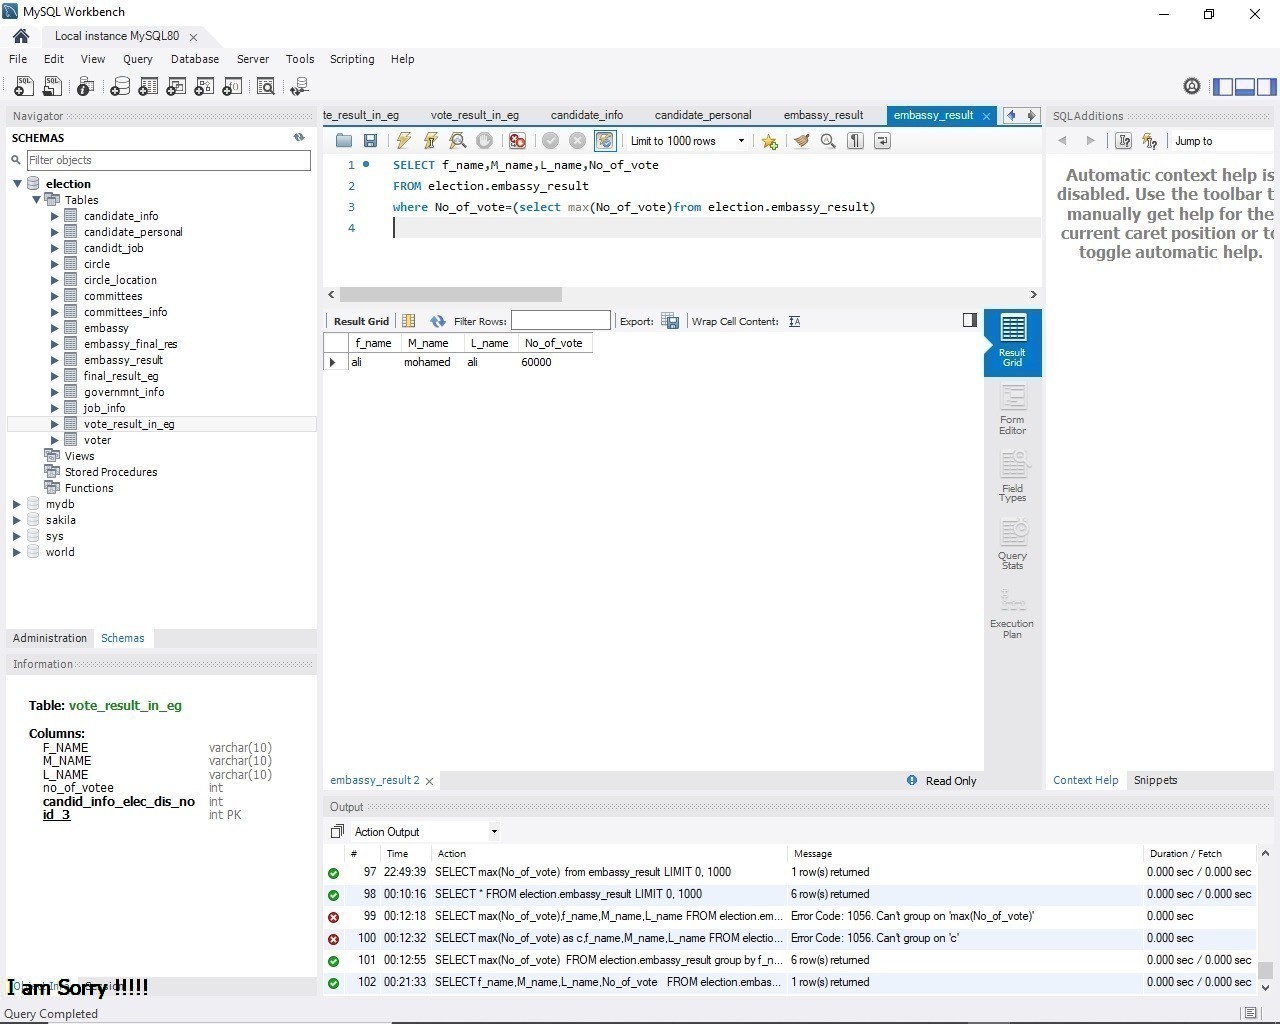 MySQL Workbench
Local instance MySQL80
File Edit View Query Database Server Tools Scripting Help
Navigator
SCHEMAS
Filter objects
election
Tables
candidate_info
candidate_personal
candidt_job
circle
circle_location
committees
committees_info
embassy
embassy_final_res
embassy_result
final_result_eg
governmnt_info
job_info
vote_result_in_eg
voter
Views
Stored Procedures
Functions
mydb
sakila
sys
world
Administration Schemas
Information
Table: vote_result_in_eg
Columns:
F_NAME varchar(10)
M_NAME varchar(10)
L_NAME varchar(10)
no_of_votee int
candid_info_elec_dis_no int
id_3 int PK
I am Sorry !!!!!
Query Completed
te_result_in_eg vote_result_in_eg candidate_info candidate_personal embassy_result embassy_result
Limit to 1000 rows
1 SELECT f_name,M_name,L_name,No_of_vote
2 FROM election.embassy_result
3 where No_of_vote=(select max(No_of_vote)from election.embassy_result)
4
Result Grid Filter Rows: Export: Wrap Cell Content:
f_name M_name L_name No_of_vote
ali mohamed ali 60000
Result Grid
Form Editor
Field Types
Query Stats
Execution Plan
embassy_result 2 Read Only
SQLAdditions
Jump to
Automatic context help is
disabled. Use the toolbar t
manually get help for the
current caret position or to
toggle automatic help.
Context Help Snippets
Output
Action Output
# Time Action Message Duration / Fetch
97 22:49:39 SELECT max(No_of_vote) from embassy_result LIMIT 0, 1000 1 row(s) returned 0.000 sec / 0.000 sec
98 00:10:16 SELECT * FROM election.embassy_result LIMIT 0, 1000 6 row(s) returned 0.000 sec / 0.000 sec
99 00:12:18 SELECT max(No_of_vote),f_name,M_name,L_name FROM election.em... Error Code: 1056. Can't group on 'max(No_of_vote)' 0.000 sec
100 00:12:32 SELECT max(No_of_vote) as c,f_name,M_name,L_name FROM electio... Error Code: 1056. Can't group on 'c' 0.000 sec
101 00:12:55 SELECT max(No_of_vote) FROM election.embassy_result group by f_n... 6 row(s) returned 0.000 sec / 0.000 sec
102 00:21:33 SELECT f_name,M_name,L_name,No_of_vote FROM election.embas... 1 row(s) returned 0.000 sec / 0.000 sec